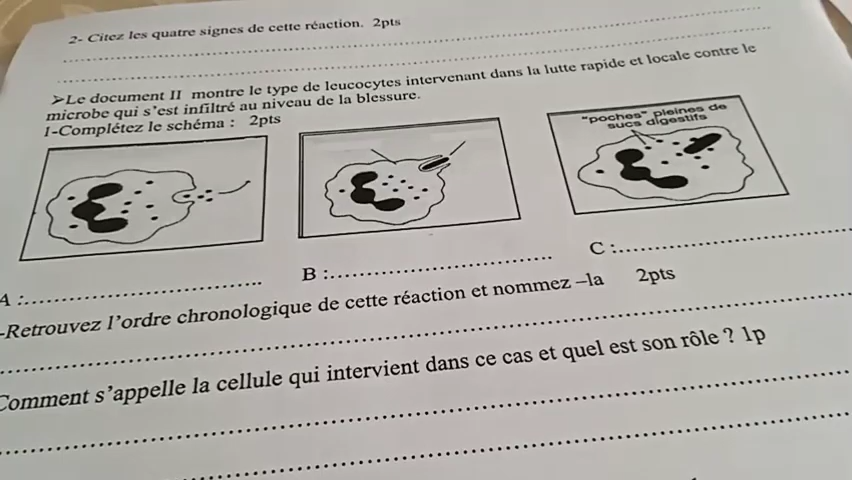 2- Citez les quatre signes de cette réaction. 2pts
➢Le document II montre le type de leucocytes intervenant dans la lutte rapide et locale contre le
microbe qui s'est infiltré au niveau de la blessure.
1-Complétez le schéma : 2pts
"poches" pleines de
sucs digestifs
A :
B :
C :
-Retrouvez l'ordre chronologique de cette réaction et nommez –la 2pts
Comment s'appelle la cellule qui intervient dans ce cas et quel est son rôle ? 1p